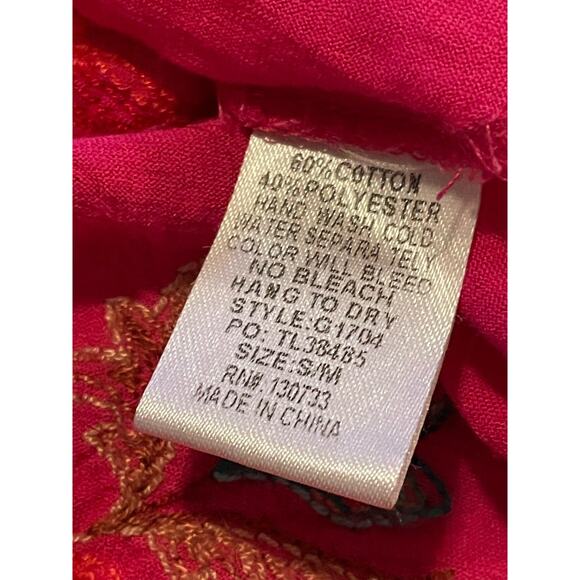 60% COTTON
40% POLYESTER
HAND WASH COLD
WATER SEPARATELY
COLOR WILL BLEED
NO BLEACH
HANG TO DRY
STYLE:G1704
PO: TL38485
SIZE:S/M
RN#: 130733
MADE IN CHINA